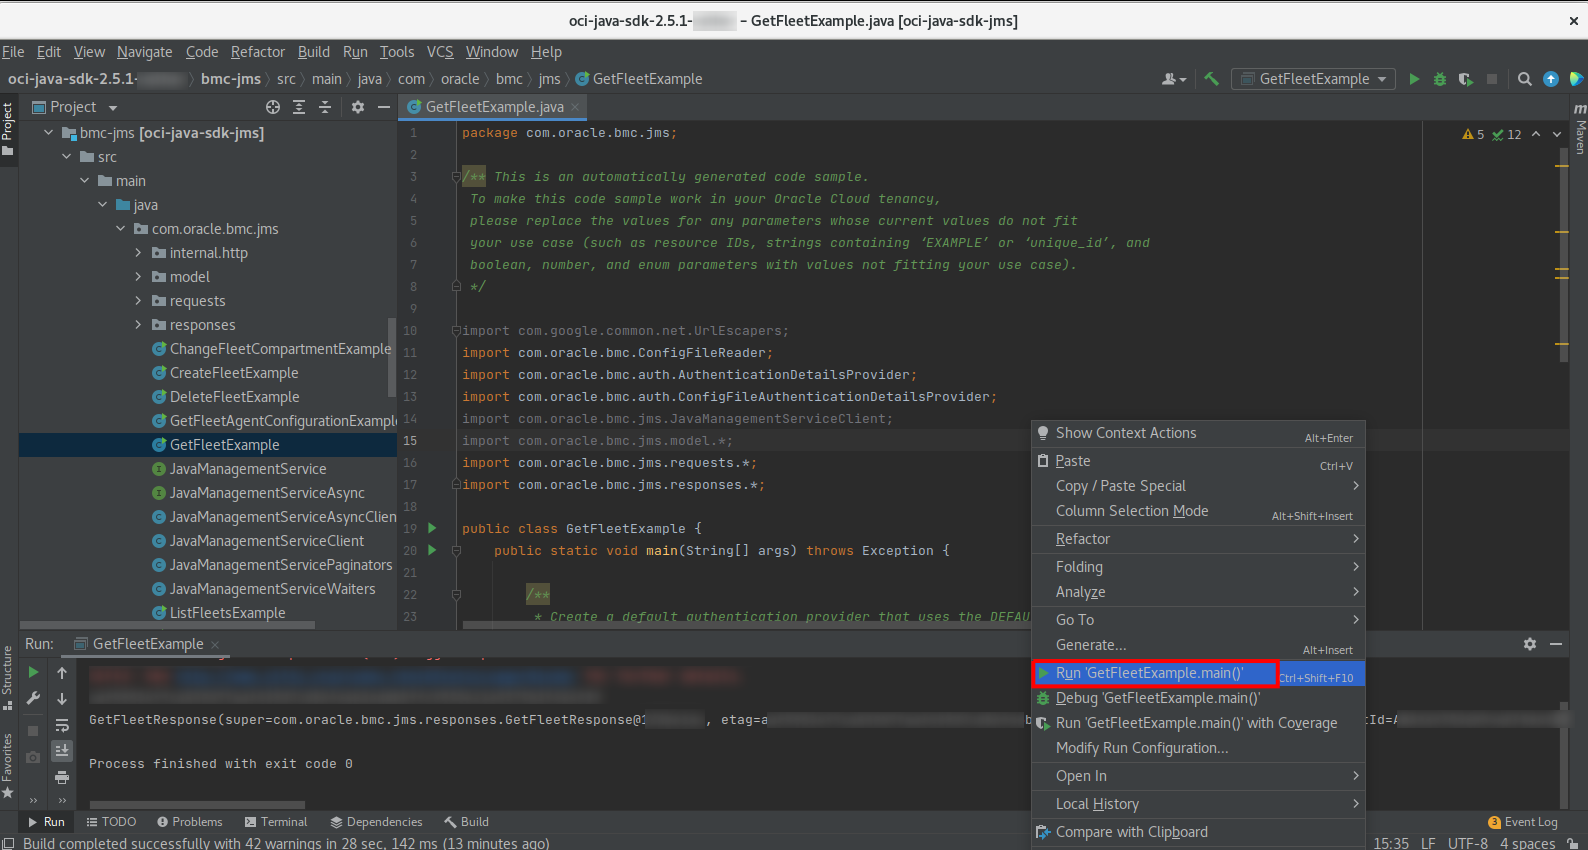 oci-java-sdk-2.5.1- – GetFleetExample.java [oci-java-sdk-jms]
File Edit View Navigate Code Refactor Build Run Tools VCS Window Help
oci-java-sdk-2.5.1- bmc-jms src main java com oracle bmc jms GetFleetExample
GetFleetExample
Project
Project
GetFleetExample.java
Maven
bmc-jms [oci-java-sdk-jms]
src
main
java
com.oracle.bmc.jms
internal.http
model
requests
responses
ChangeFleetCompartmentExample
CreateFleetExample
DeleteFleetExample
GetFleetAgentConfigurationExample
GetFleetExample
JavaManagementService
JavaManagementServiceAsync
JavaManagementServiceAsyncClien
JavaManagementServiceClient
JavaManagementServicePaginators
JavaManagementServiceWaiters
ListFleetsExample
5 12
1 package com.oracle.bmc.jms;
2
3 /** This is an automatically generated code sample.
4 To make this code sample work in your Oracle Cloud tenancy,
5 please replace the values for any parameters whose current values do not fit
6 your use case (such as resource IDs, strings containing ‘EXAMPLE’ or ‘unique_id’, and
7 boolean, number, and enum parameters with values not fitting your use case).
8 */
9
10 import com.google.common.net.UrlEscapers;
11 import com.oracle.bmc.ConfigFileReader;
12 import com.oracle.bmc.auth.AuthenticationDetailsProvider;
13 import com.oracle.bmc.auth.ConfigFileAuthenticationDetailsProvider;
14 import com.oracle.bmc.jms.JavaManagementServiceClient;
15 import com.oracle.bmc.jms.model.*;
16 import com.oracle.bmc.jms.requests.*;
17 import com.oracle.bmc.jms.responses.*;
18
19 public class GetFleetExample {
20 public static void main(String[] args) throws Exception {
21
22 /**
23 * Create a default authentication provider that uses the DEFAU
Show Context Actions Alt+Enter
Paste Ctrl+V
Copy / Paste Special
Column Selection Mode Alt+Shift+Insert
Refactor
Folding
Analyze
Go To
Generate... Alt+Insert
Run 'GetFleetExample.main()' Ctrl+Shift+F10
Debug 'GetFleetExample.main()'
Run 'GetFleetExample.main()' with Coverage
Modify Run Configuration...
Open In
Local History
Compare with Clipboard
Run: GetFleetExample
Structure
Favorites
GetFleetResponse(super=com.oracle.bmc.jms.responses.GetFleetResponse@1 , etag=a b tId=A
Process finished with exit code 0
Run TODO Problems Terminal Dependencies Build
3 Event Log
Build completed successfully with 42 warnings in 28 sec, 142 ms (13 minutes ago)
15:35 LF UTF-8 4 spaces